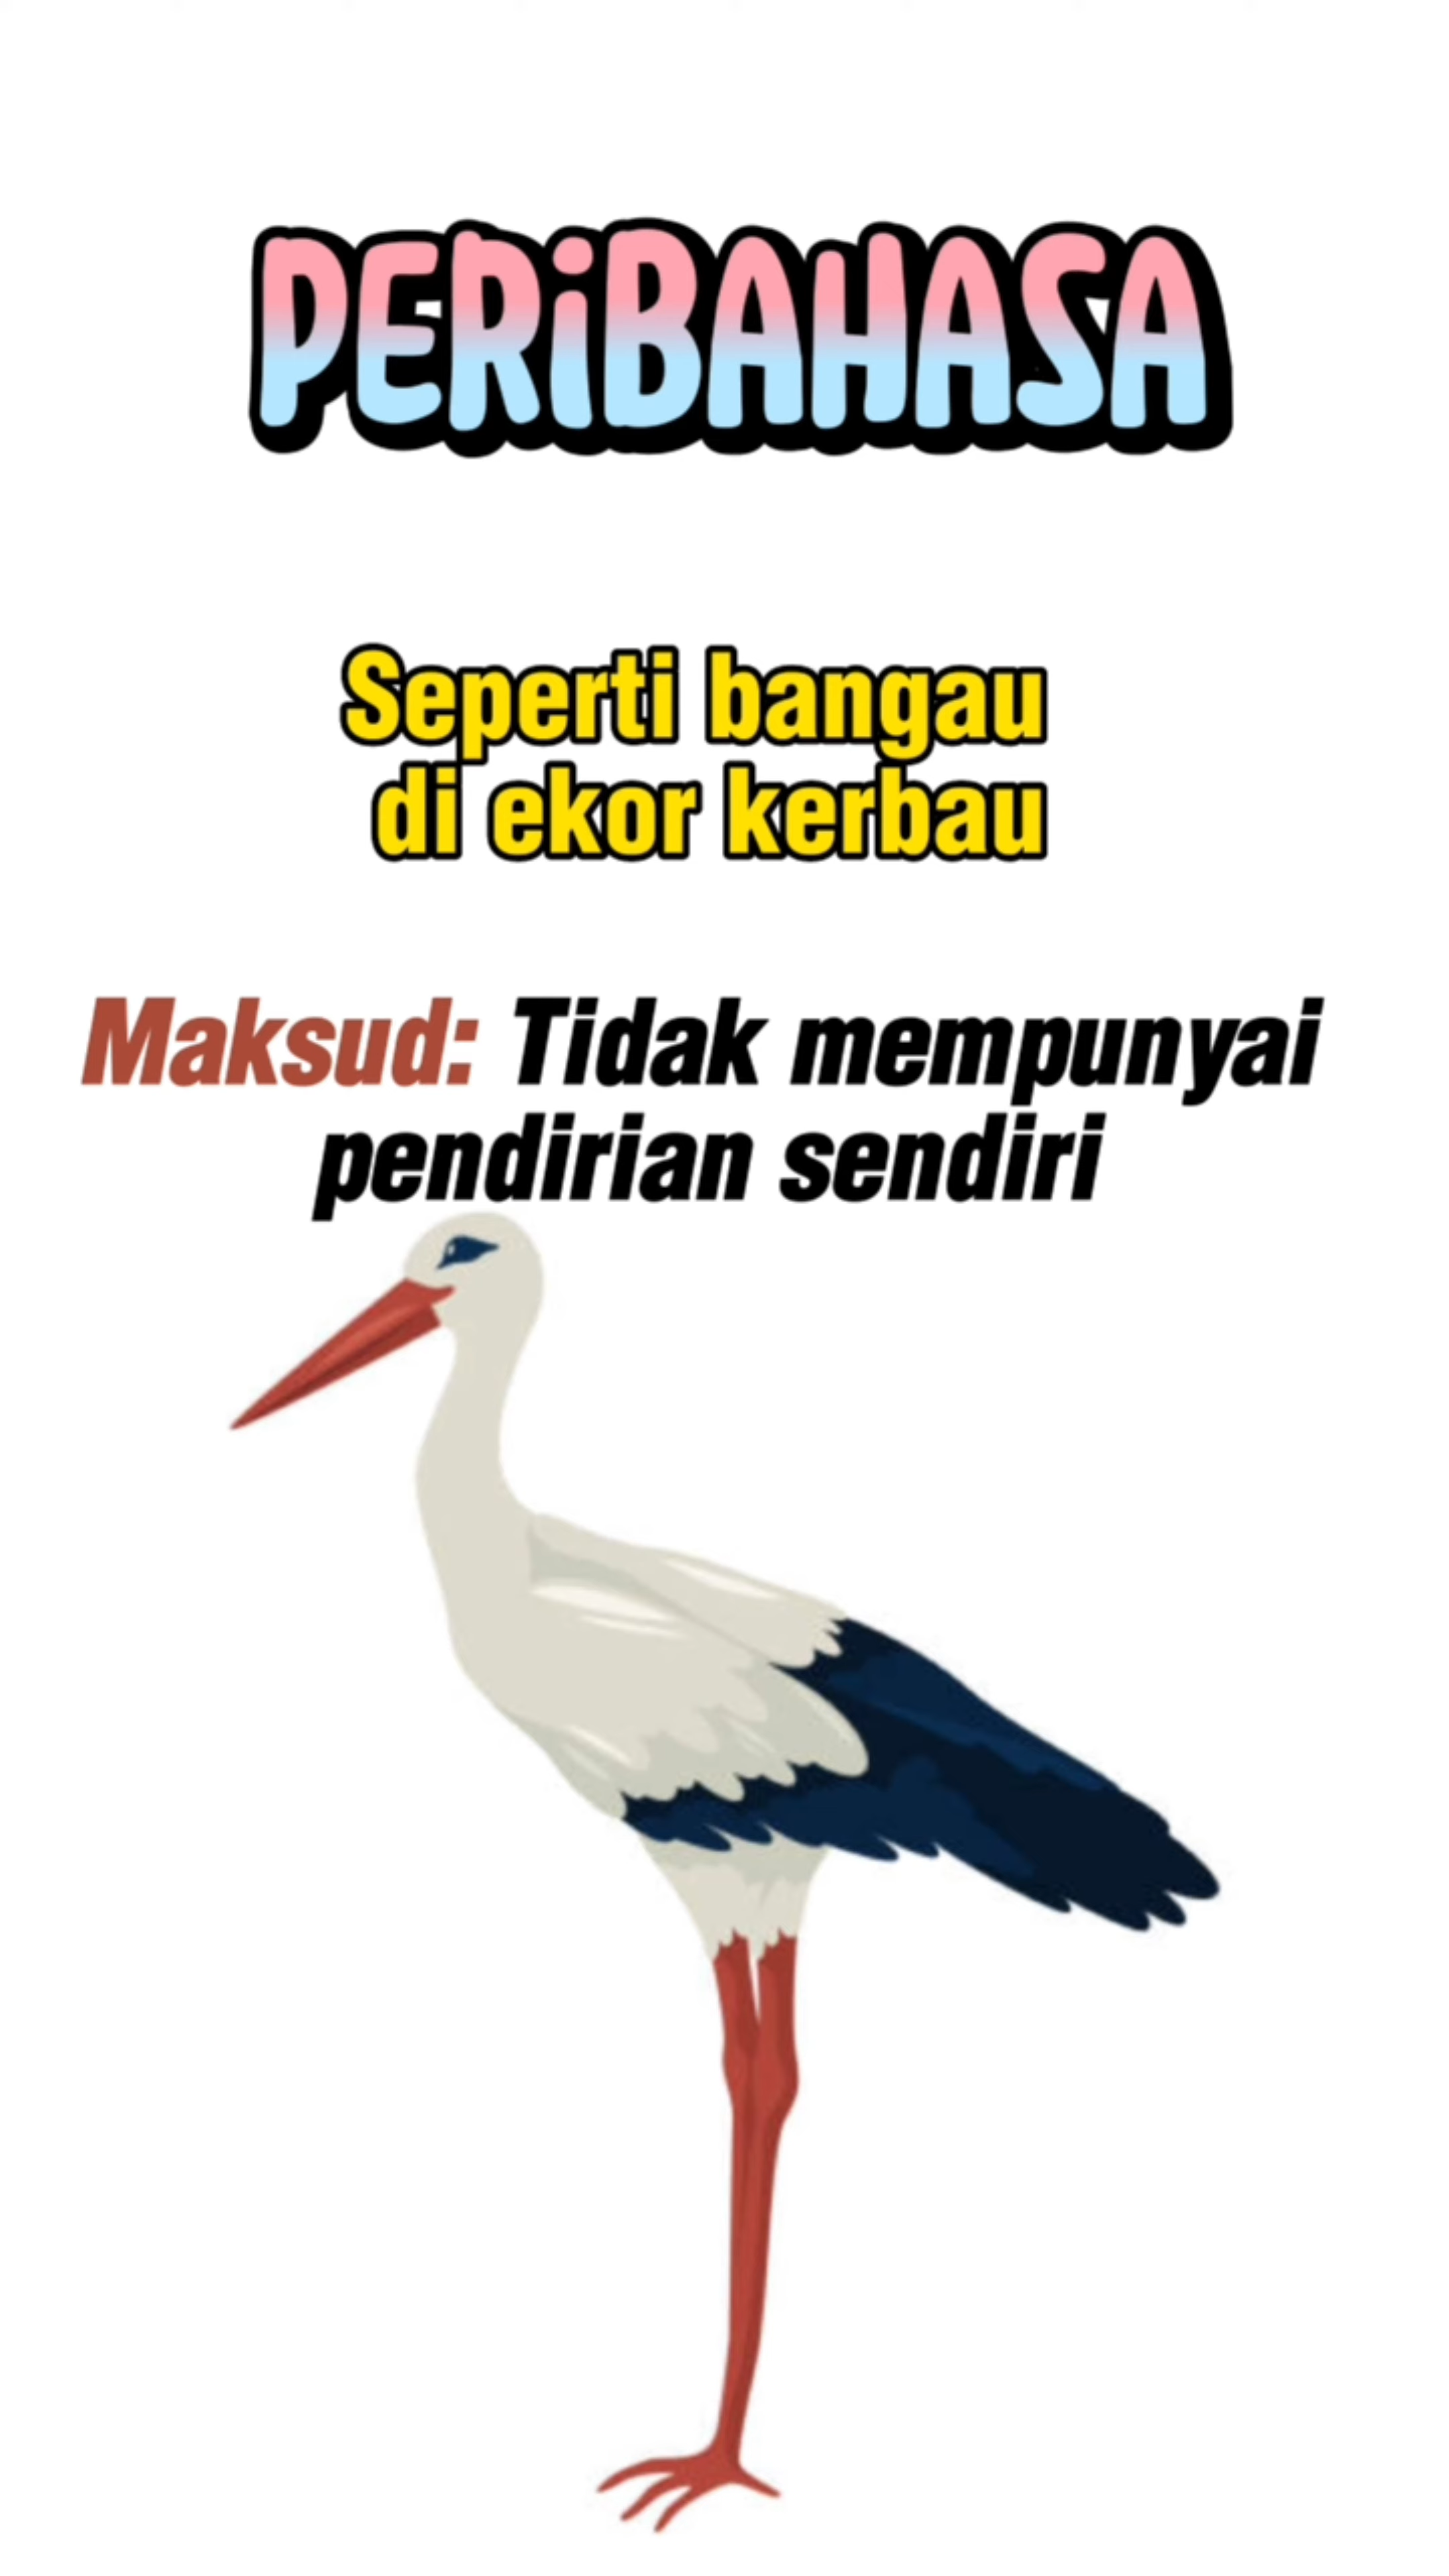 PERiBAHASA
Seperti bangau
di ekor kerbau
Maksud: Tidak mempunyai
pendirian sendiri